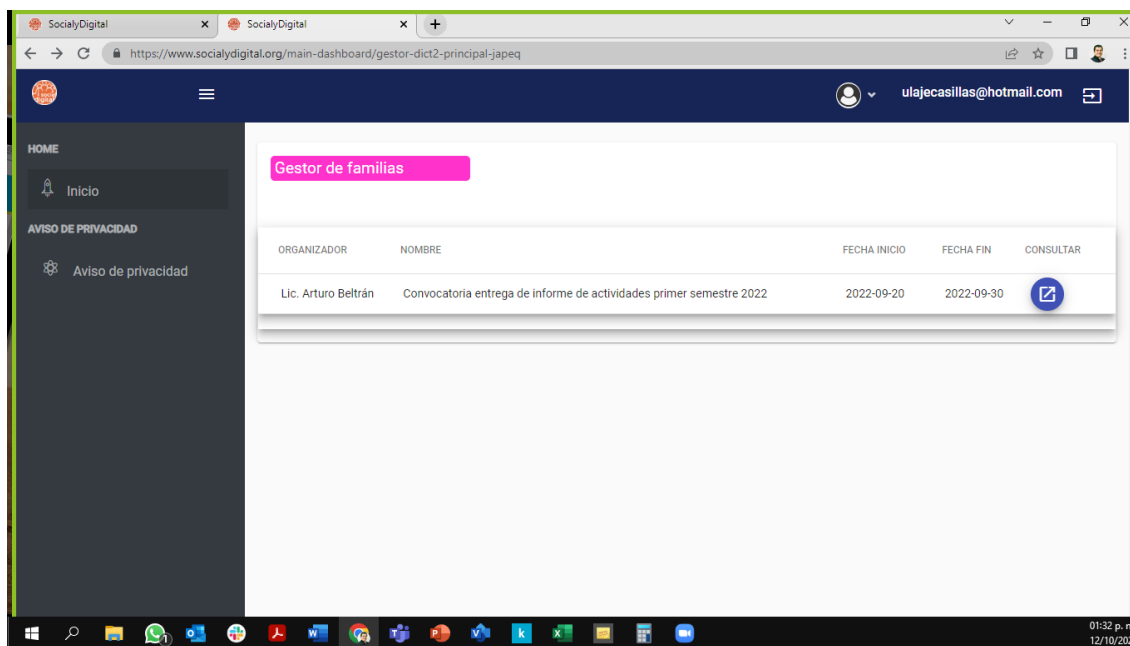 SocialyDigital
SocialyDigital
https://www.socialydigital.org/main-dashboard/gestor-dict2-principal-japeq
ulajecasillas@hotmail.com
HOME
Inicio
AVISO DE PRIVACIDAD
Aviso de privacidad
Gestor de familias
ORGANIZADOR NOMBRE FECHA INICIO FECHA FIN CONSULTAR
Lic. Arturo Beltrán Convocatoria entrega de informe de actividades primer semestre 2022 2022-09-20 2022-09-30
01:32 p. n
12/10/202